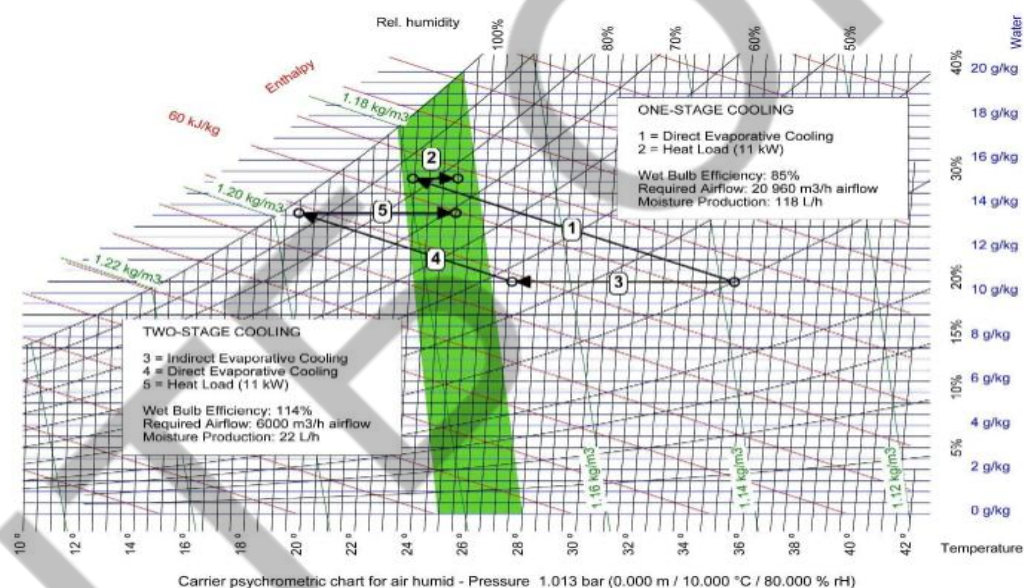 Rel. humidity
100%
80%
70%
60%
50%
40%
30%
20%
15%
10%
5%
Water
20 g/kg
18 g/kg
16 g/kg
14 g/kg
12 g/kg
10 g/kg
8 g/kg
6 g/kg
4 g/kg
2 g/kg
0 g/kg
Enthalpy
60 kJ/kg
1.18 kg/m3
1.20 kg/m3
1.22 kg/m3
ONE-STAGE COOLING
1 = Direct Evaporative Cooling
2 = Heat Load (11 kW)
Wet Bulb Efficiency: 85%
Required Airflow: 20 960 m3/h airflow
Moisture Production: 118 L/h
2
5
1
4
3
TWO-STAGE COOLING
3 = Indirect Evaporative Cooling
4 = Direct Evaporative Cooling
5 = Heat Load (11 kW)
Wet Bulb Efficiency: 114%
Required Airflow: 6000 m3/h airflow
Moisture Production: 22 L/h
1.16 kg/m3
1.14 kg/m3
1.12 kg/m3
10° 12° 14° 16° 18° 20° 22° 24° 26° 28° 30° 32° 34° 36° 38° 40° 42° Temperature
Carrier psychrometric chart for air humid - Pressure 1.013 bar (0.000 m / 10.000 °C / 80.000 % rH)